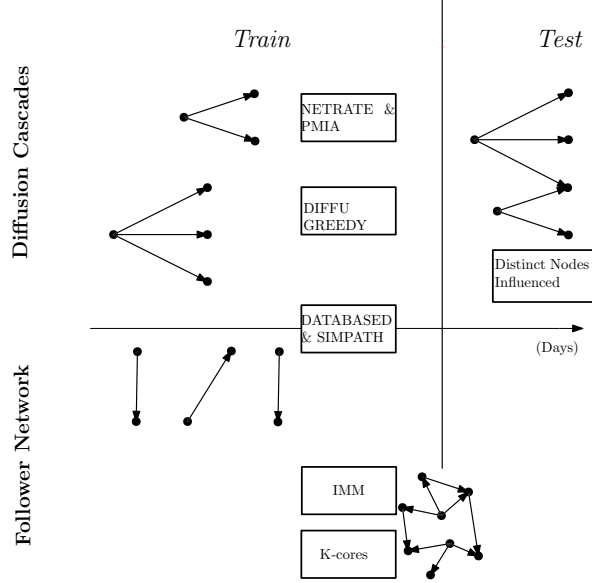 Train
Test
Diffusion Cascades
NETRATE &
PMIA
DIFFU
GREEDY
Distinct Nodes
Influenced
DATABASED
& SIMPATH
(Days)
Follower Network
IMM
K-cores